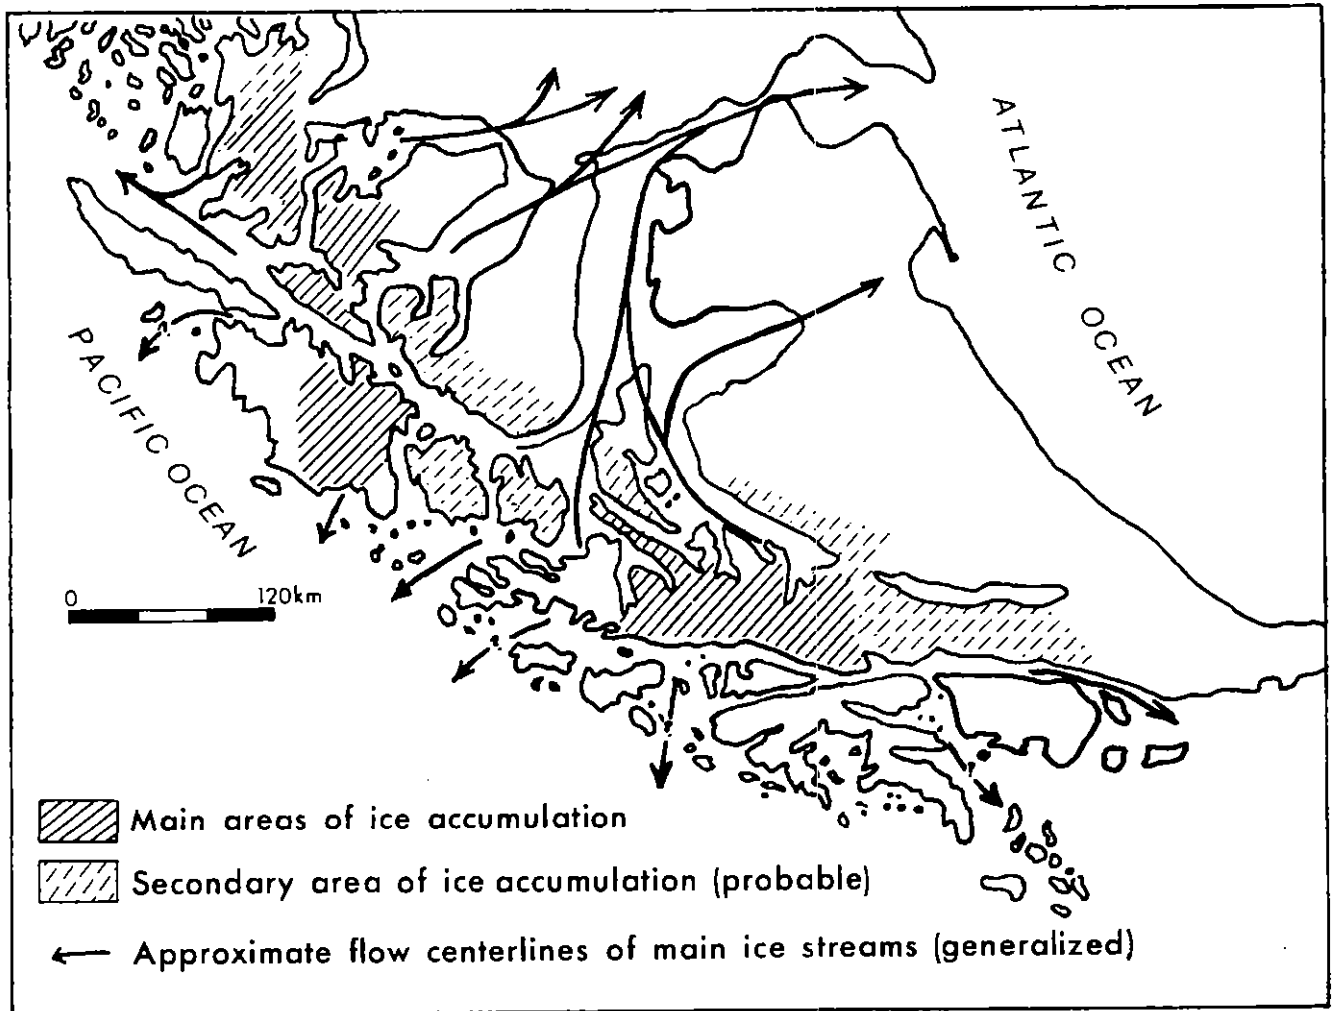 ATLANTIC OCEAN
PACIFIC OCEAN
0 120km
Main areas of ice accumulation
Secondary area of ice accumulation (probable)
Approximate flow centerlines of main ice streams (generalized)